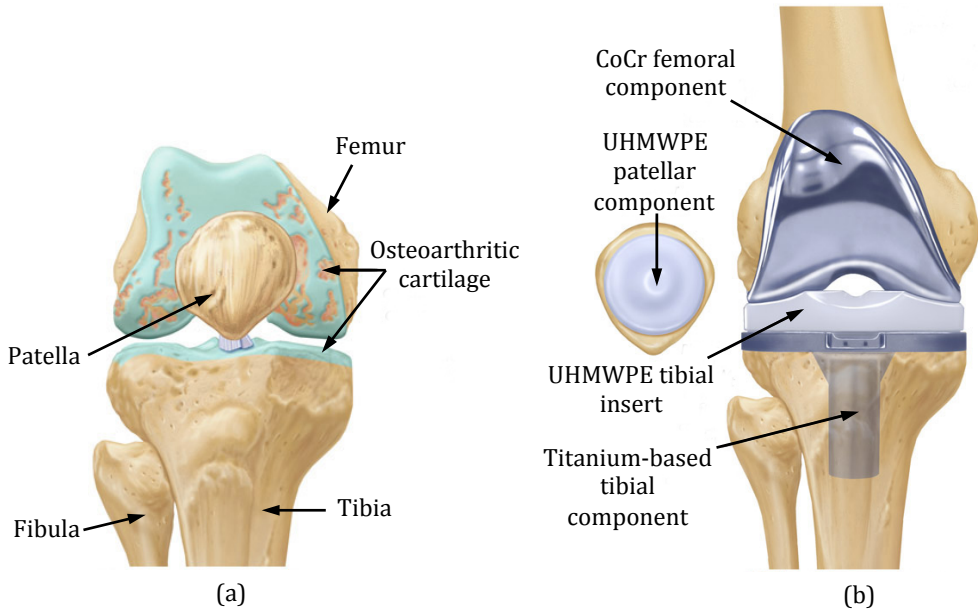 Femur
Osteoarthritic
cartilage
Patella
Fibula
Tibia
(a)
CoCr femoral
component
UHMWPE
patellar
component
UHMWPE tibial
insert
Titanium-based
tibial
component
(b)